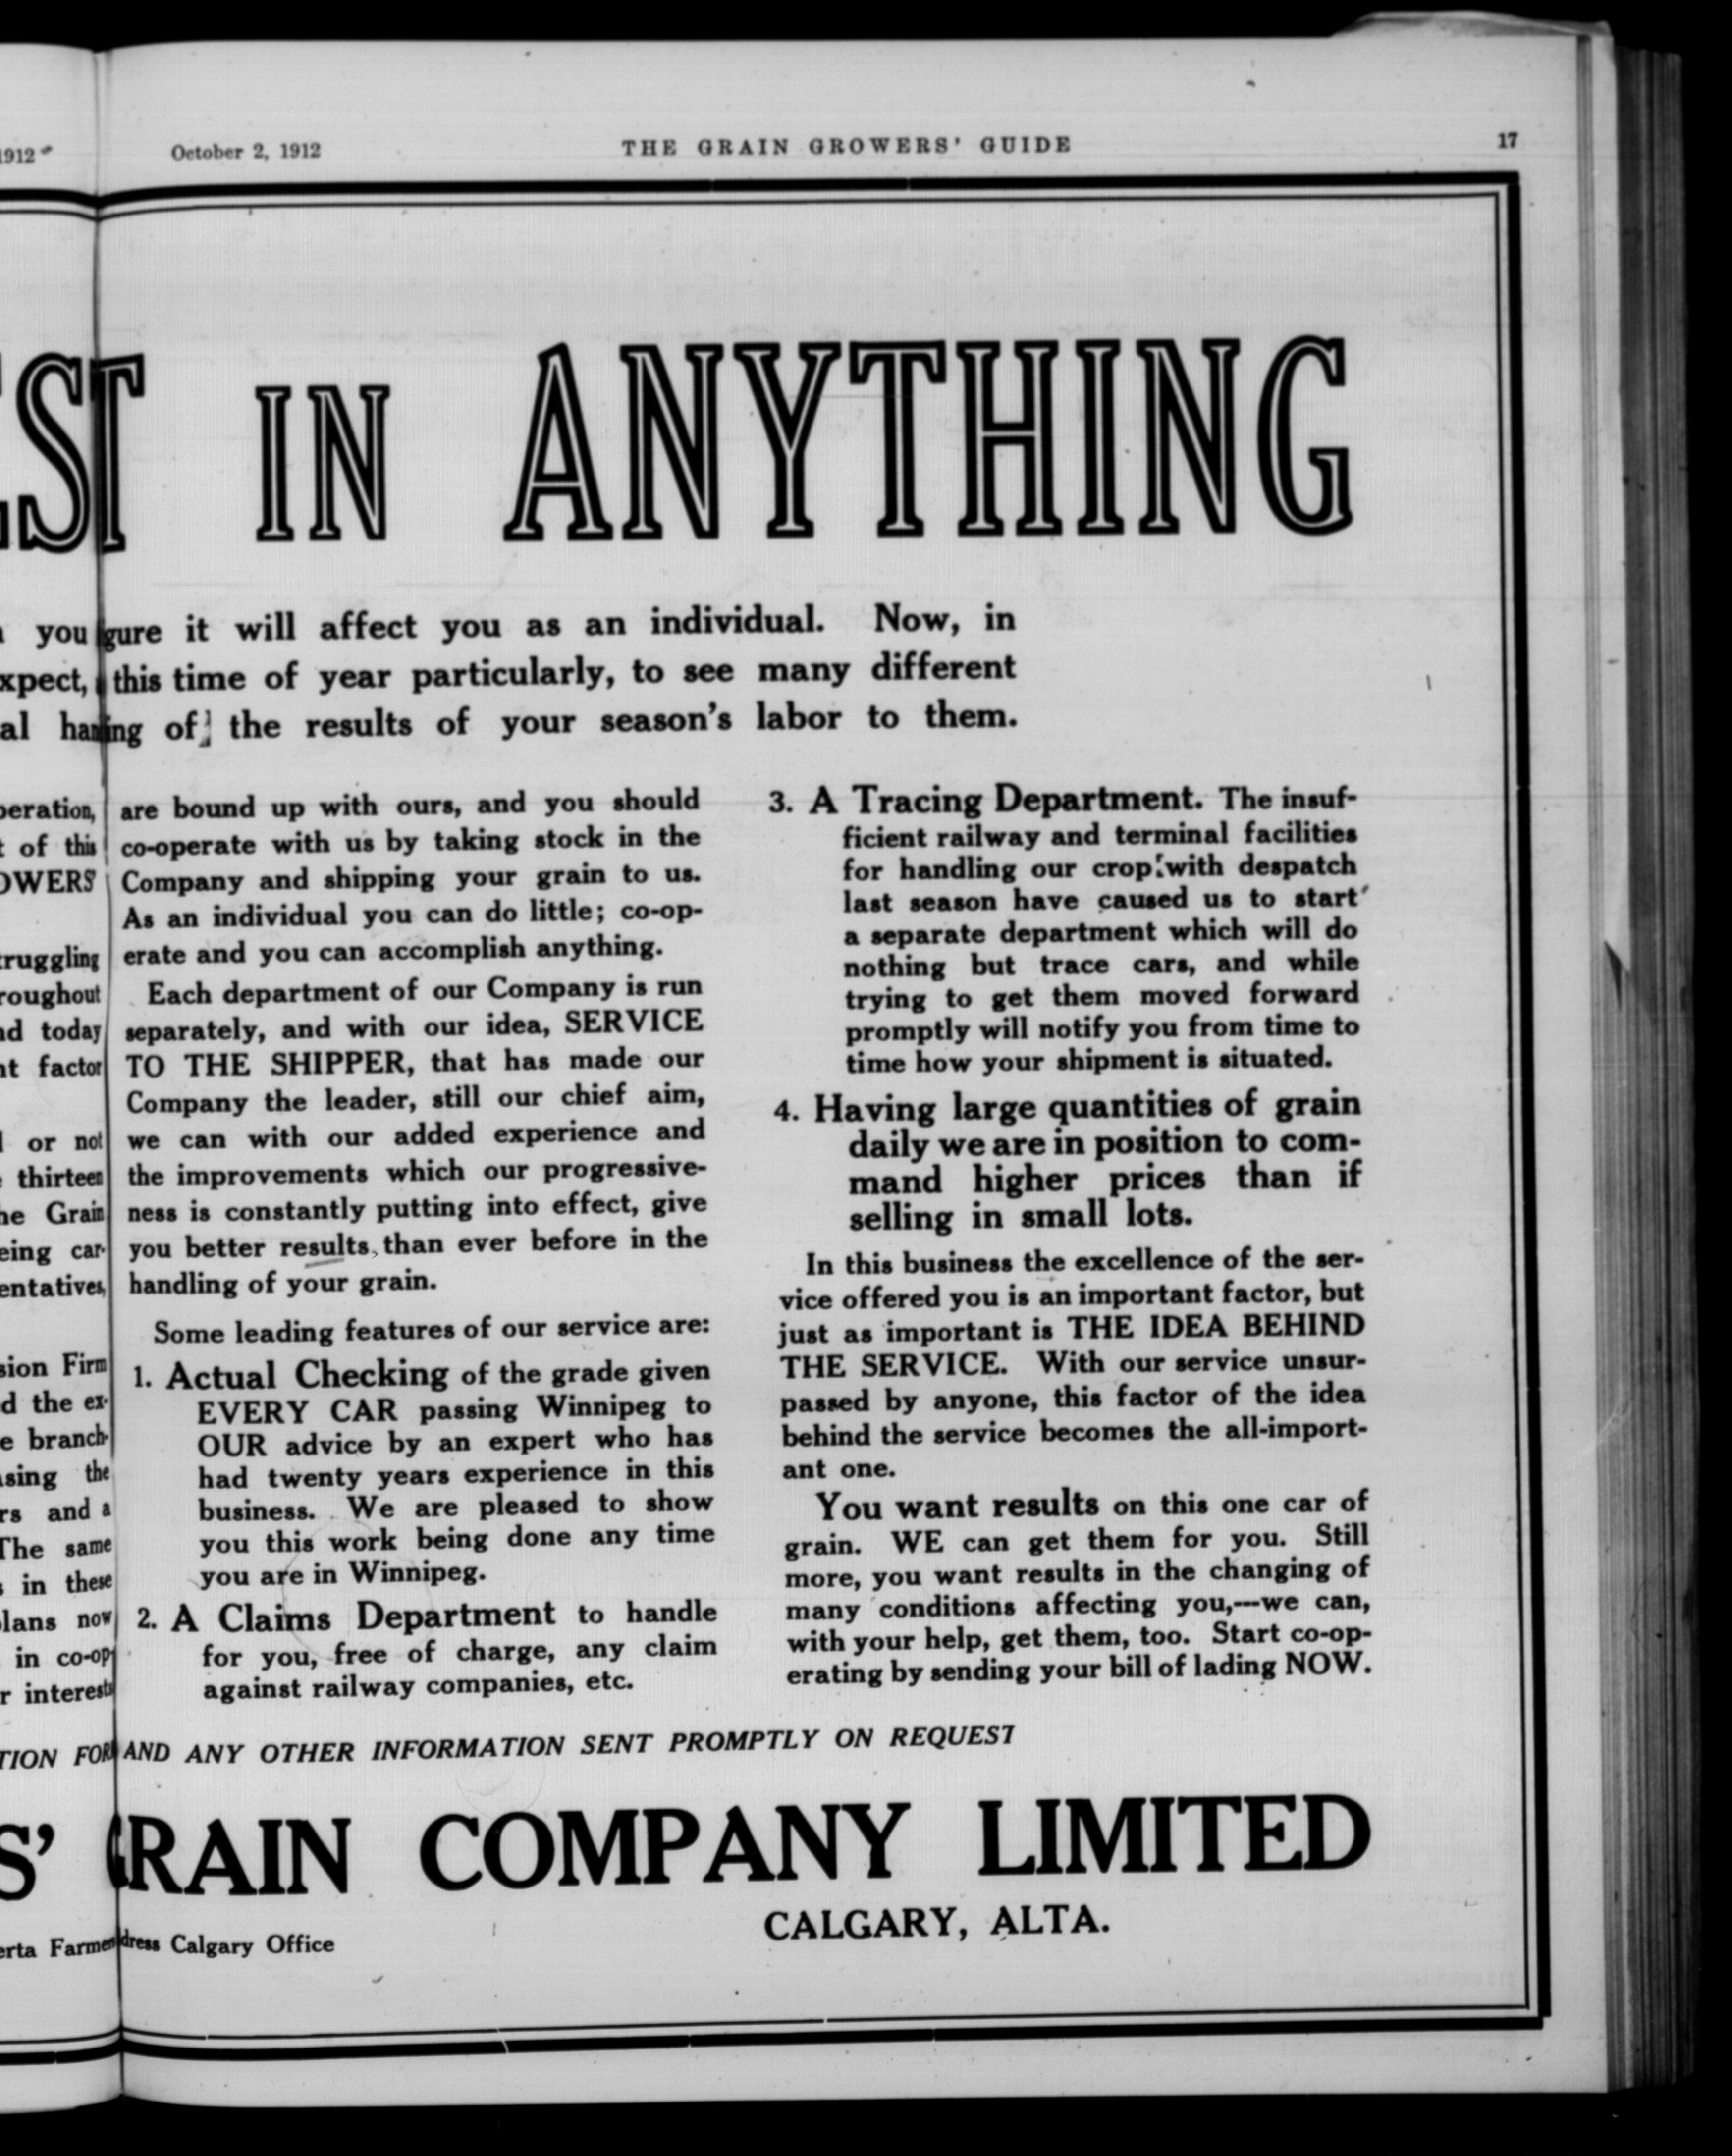 1912
October 2, 1912
THE GRAIN GROWERS' GUIDE
17
EST IN ANYTHING
you gure it will affect you as an individual. Now, in
xpect, this time of year particularly, to see many different
al ing of the results of your season's labor to them.
peration,
t of this
OWERS'
truggling
roughout
nd today
nt factor
or not
thirteen
he Grain
eing car-
entatives,
sion Firm
d the ex-
e branch-
sing the
rs and a
The same
s in these
plans now
in co-op-
r interests
are bound up with ours, and you should
co-operate with us by taking stock in the
Company and shipping your grain to us.
As an individual you can do little; co-op-
erate and you can accomplish anything.
Each department of our Company is run
separately, and with our idea, SERVICE
TO THE SHIPPER, that has made our
Company the leader, still our chief aim,
we can with our added experience and
the improvements which our progressive-
ness is constantly putting into effect, give
you better results, than ever before in the
handling of your grain.
Some leading features of our service are:
1. Actual Checking of the grade given
EVERY CAR passing Winnipeg to
OUR advice by an expert who has
had twenty years experience in this
business. We are pleased to show
you this work being done any time
you are in Winnipeg.
2. A Claims Department to handle
for you, free of charge, any claim
against railway companies, etc.
3. A Tracing Department. The insuf-
ficient railway and terminal facilities
for handling our crop with despatch
last season have caused us to start
a separate department which will do
nothing but trace cars, and while
trying to get them moved forward
promptly will notify you from time to
time how your shipment is situated.
4. Having large quantities of grain
daily we are in position to com-
mand higher prices than if
selling in small lots.
In this business the excellence of the ser-
vice offered you is an important factor, but
just as important is THE IDEA BEHIND
THE SERVICE. With our service unsur-
passed by anyone, this factor of the idea
behind the service becomes the all-import-
ant one.
You want results on this one car of
grain. WE can get them for you. Still
more, you want results in the changing of
many conditions affecting you,—we can,
with your help, get them, too. Start co-op-
erating by sending your bill of lading NOW.
TION FOR AND ANY OTHER INFORMATION SENT PROMPTLY ON REQUEST
S' GRAIN COMPANY LIMITED
CALGARY, ALTA.
erta Farmer dress Calgary Office